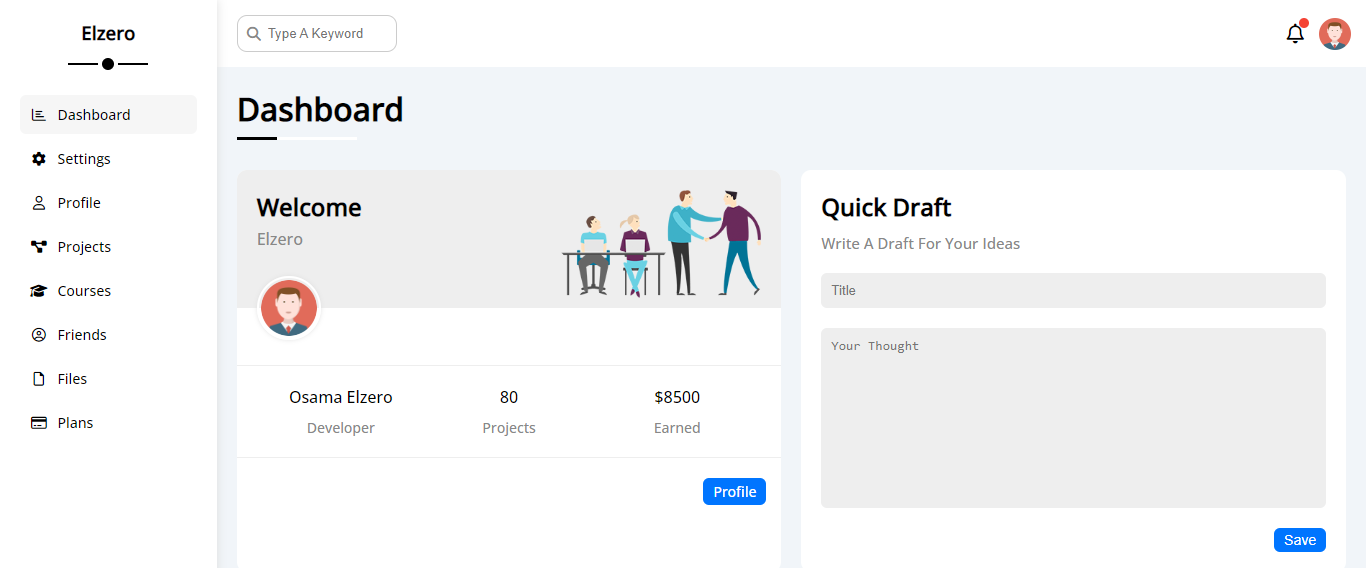 Elzero
Dashboard
Settings
Profile
Projects
Courses
Friends
Files
Plans
Type A Keyword
Dashboard
Welcome
Elzero
Osama Elzero
Developer
80
Projects
$8500
Earned
Profile
Quick Draft
Write A Draft For Your Ideas
Title
Your Thought
Save